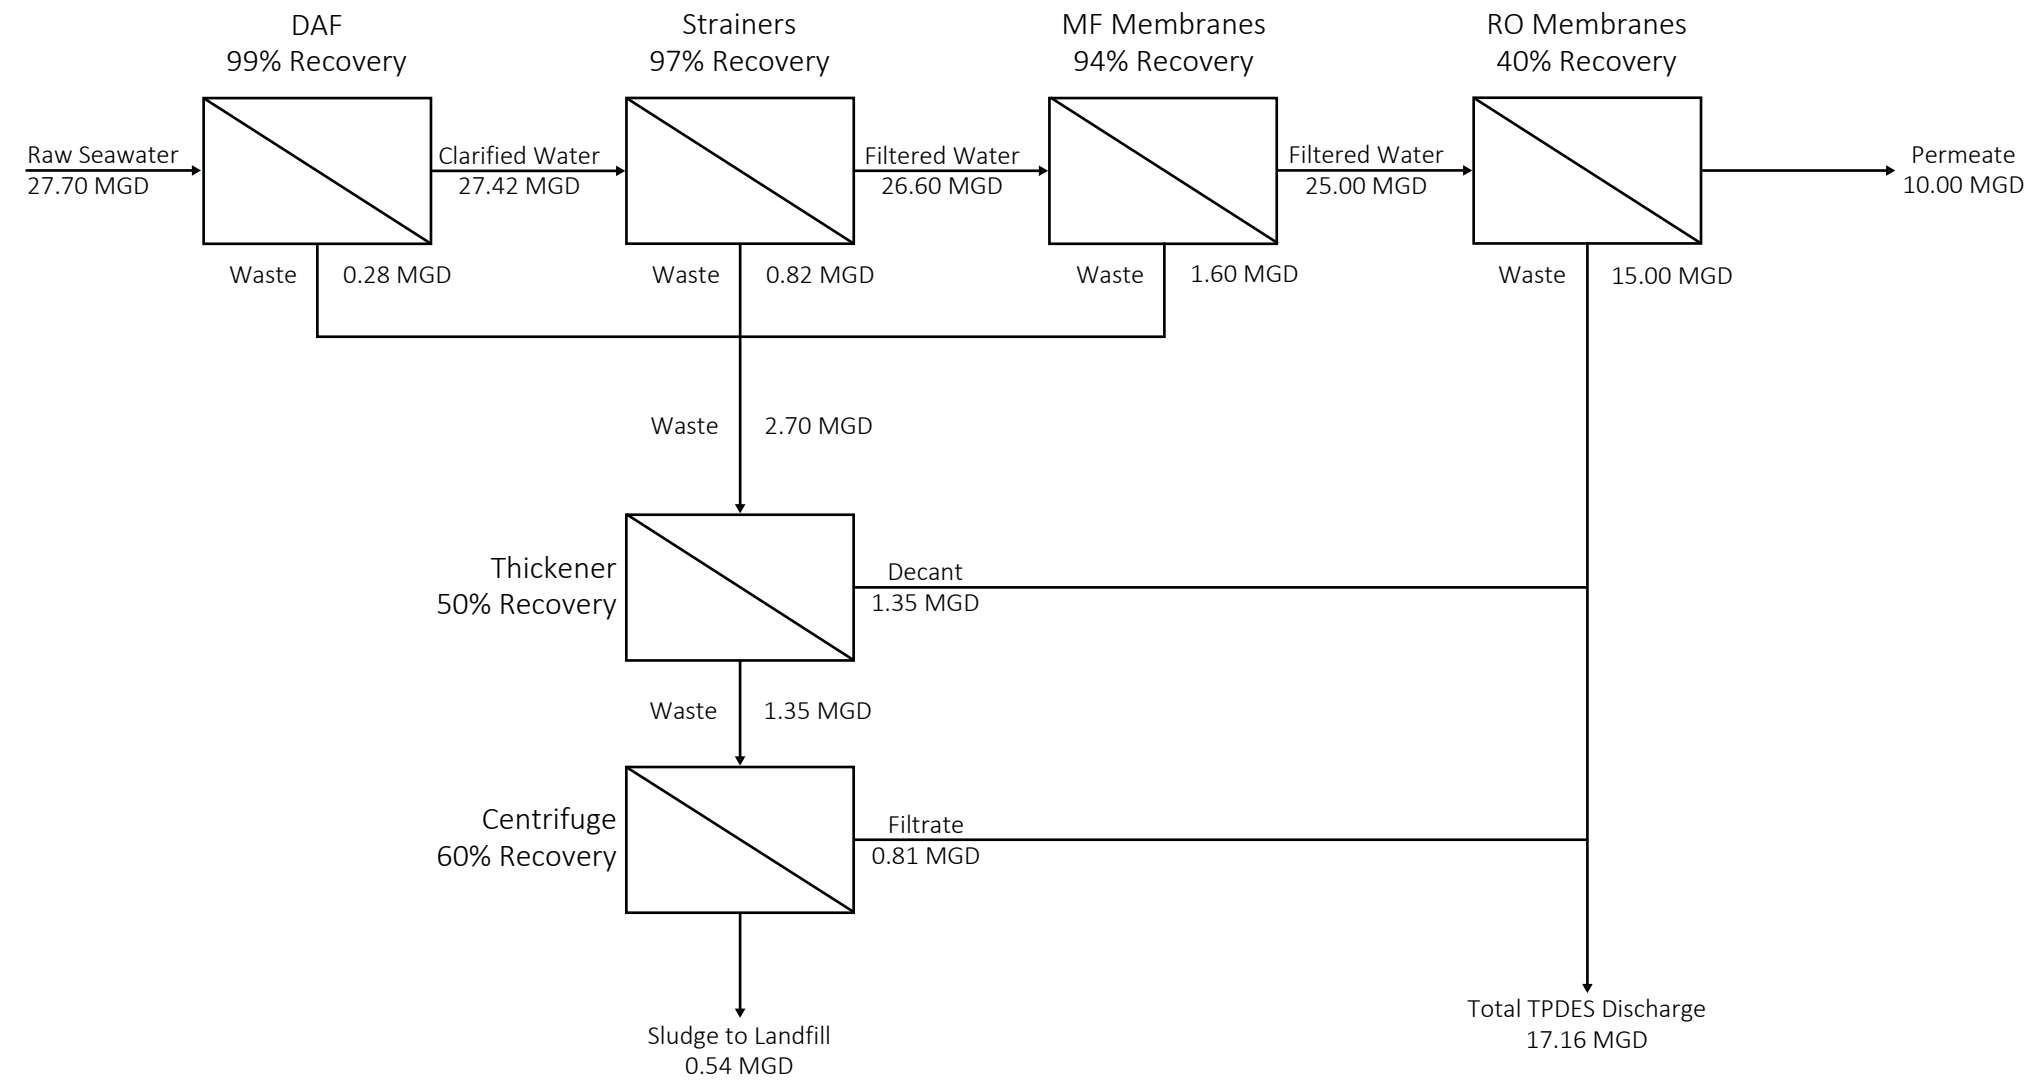 DAF
99% Recovery
Strainers
97% Recovery
MF Membranes
94% Recovery
RO Membranes
40% Recovery
Raw Seawater
27.70 MGD
Clarified Water
27.42 MGD
Filtered Water
26.60 MGD
Filtered Water
25.00 MGD
Permeate
10.00 MGD
Waste 0.28 MGD
Waste 0.82 MGD
Waste 1.60 MGD
Waste 15.00 MGD
Waste 2.70 MGD
Thickener
50% Recovery
Decant
1.35 MGD
Waste 1.35 MGD
Centrifuge
60% Recovery
Filtrate
0.81 MGD
Sludge to Landfill
0.54 MGD
Total TPDES Discharge
17.16 MGD